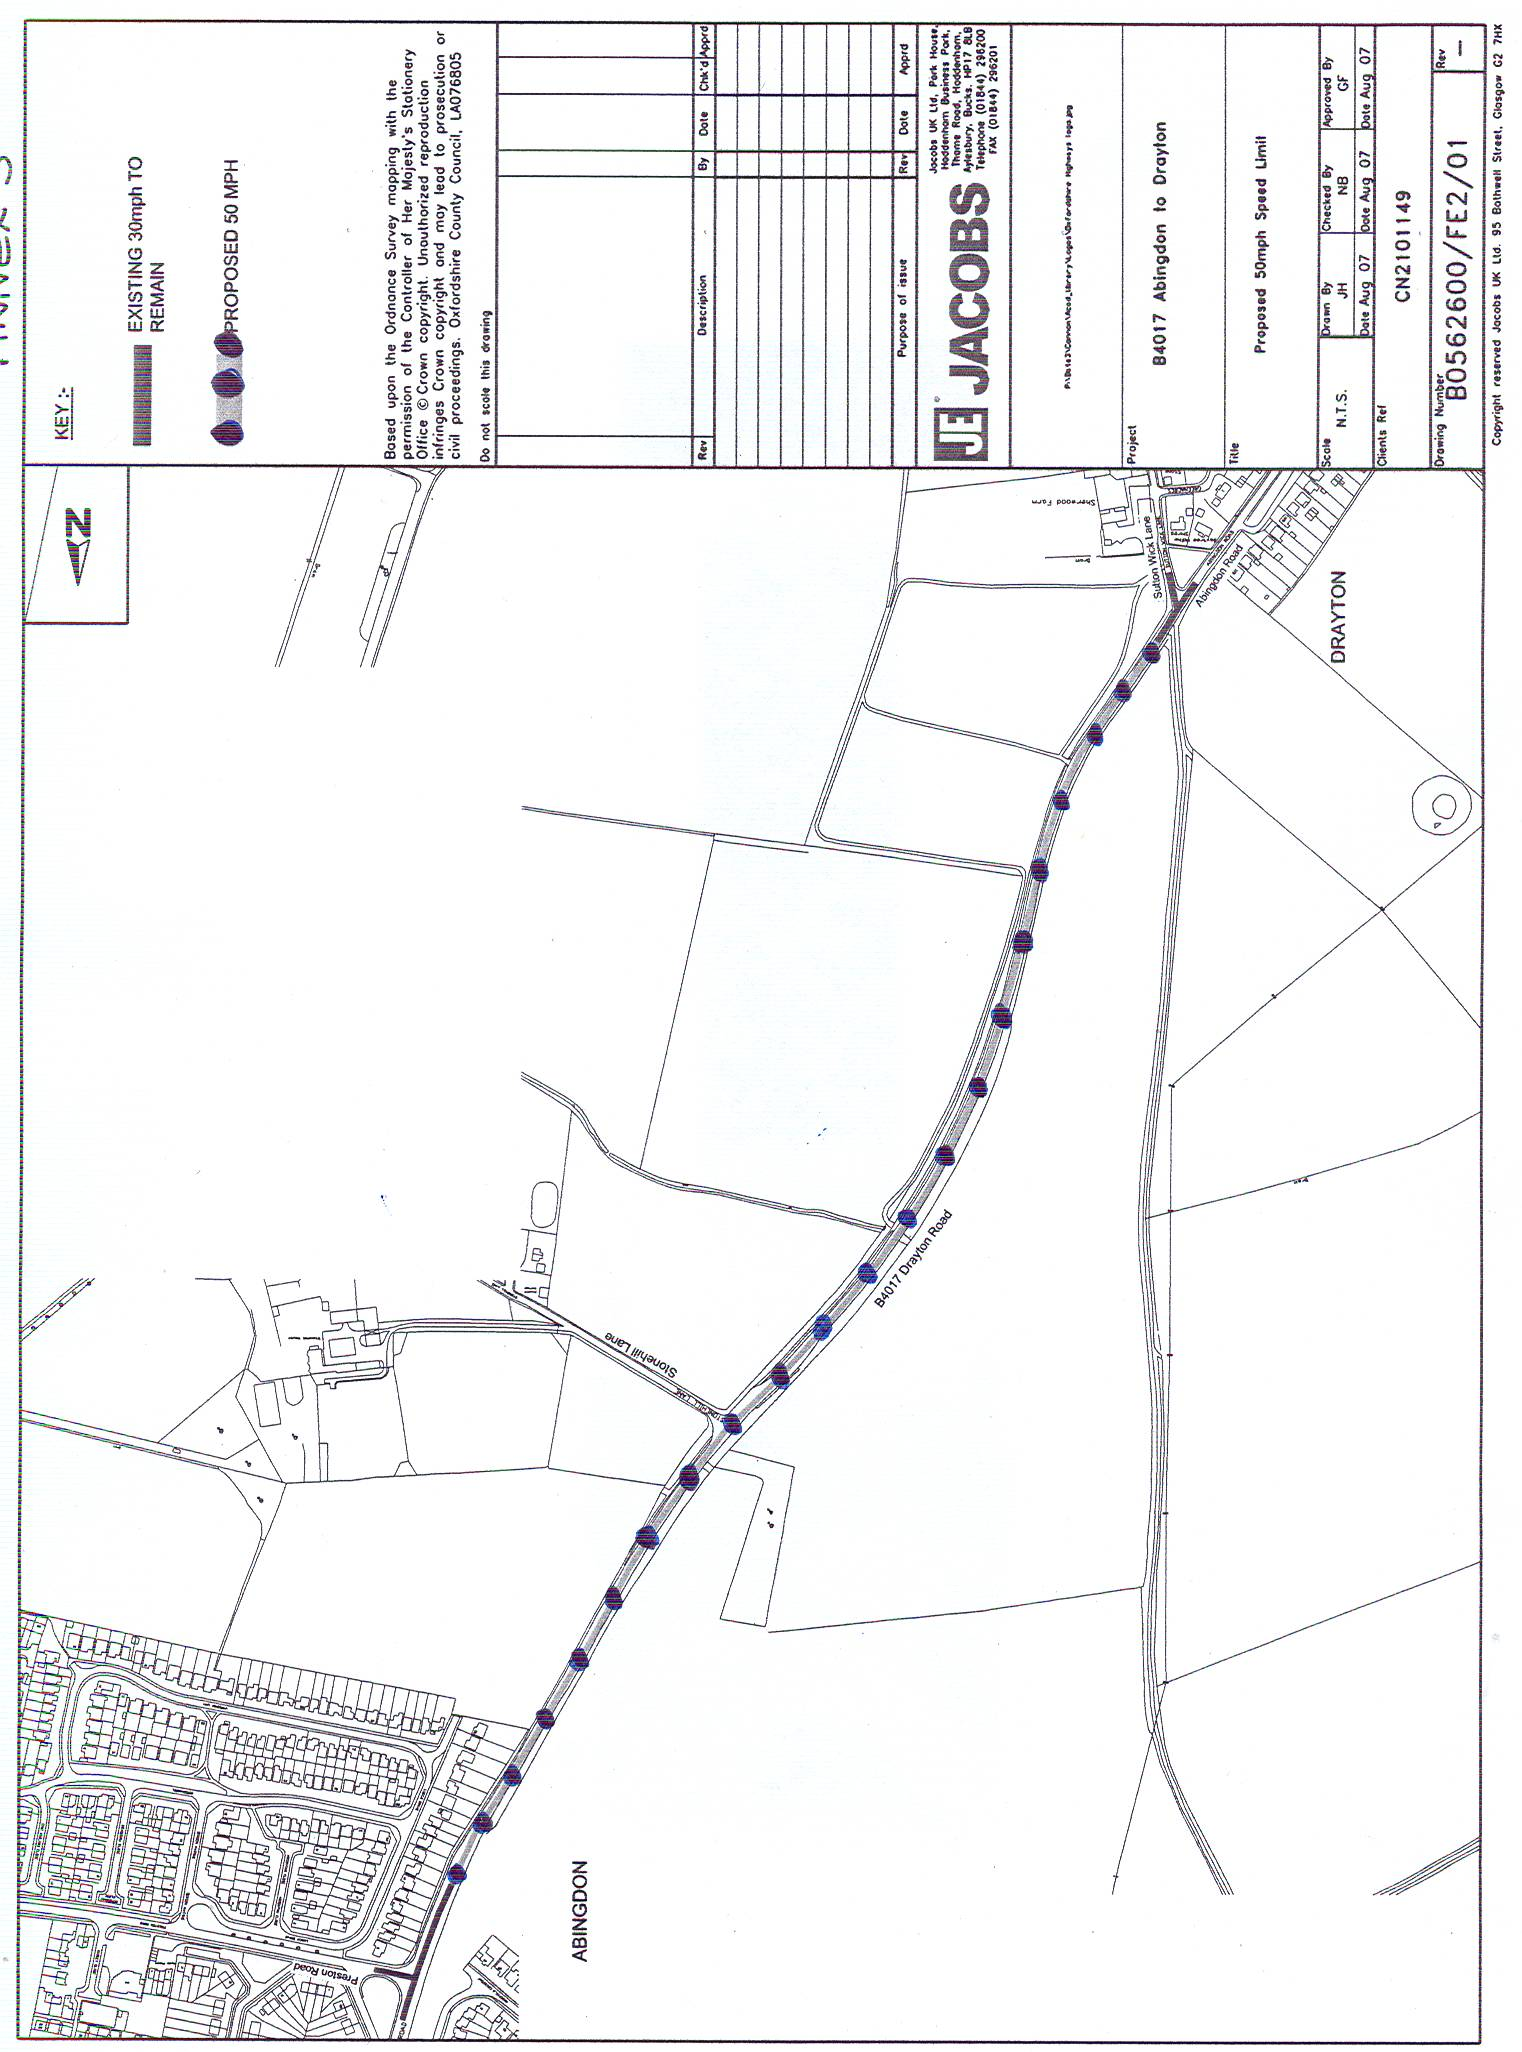 KEY :-
EXISTING 30mph TO
REMAIN
PROPOSED 50 MPH
Based upon the Ordnance Survey mapping with the
permission of the Controller of Her Majesty's Stationery
Office © Crown copyright. Unauthorized reproduction
infringes Crown copyright and may lead to prosecution or
civil proceedings. Oxfordshire County Council, LA076805
Do not scale this drawing
Rev Description By Date Chk'd Apprd
Purpose of issue Rev Date Apprd
JE JACOBS
Jacobs UK Ltd, Park House,
Haddenham Business Park,
Thame Road, Haddenham,
Aylesbury, Bucks, HP17 8LB
Telephone (01844) 296200
FAX (01844) 296201
Project
B4017 Abingdon to Drayton
Title
Proposed 50mph Speed Limit
Scale N.T.S.
Drawn By JH
Date Aug 07
Checked By NB
Date Aug 07
Approved By GF
Date Aug 07
Clients Ref
CN2101149
Drawing Number
B0562600/FE2/01
Rev —
Copyright reserved Jacobs UK Ltd. 95 Bothwell Street, Glasgow G2 7HX
N
Sherwood Farm
Sutton Wick Lane
Abingdon Road
DRAYTON
B4017 Drayton Road
Stonehill Lane
STONEHILL LANE
ABINGDON
Preston Road
ROAD